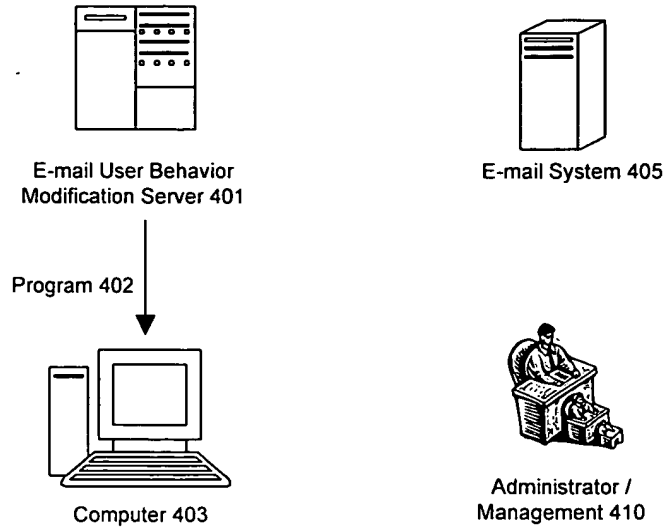 E-mail User Behavior
Modification Server 401
E-mail System 405
Program 402
Computer 403
Administrator /
Management 410